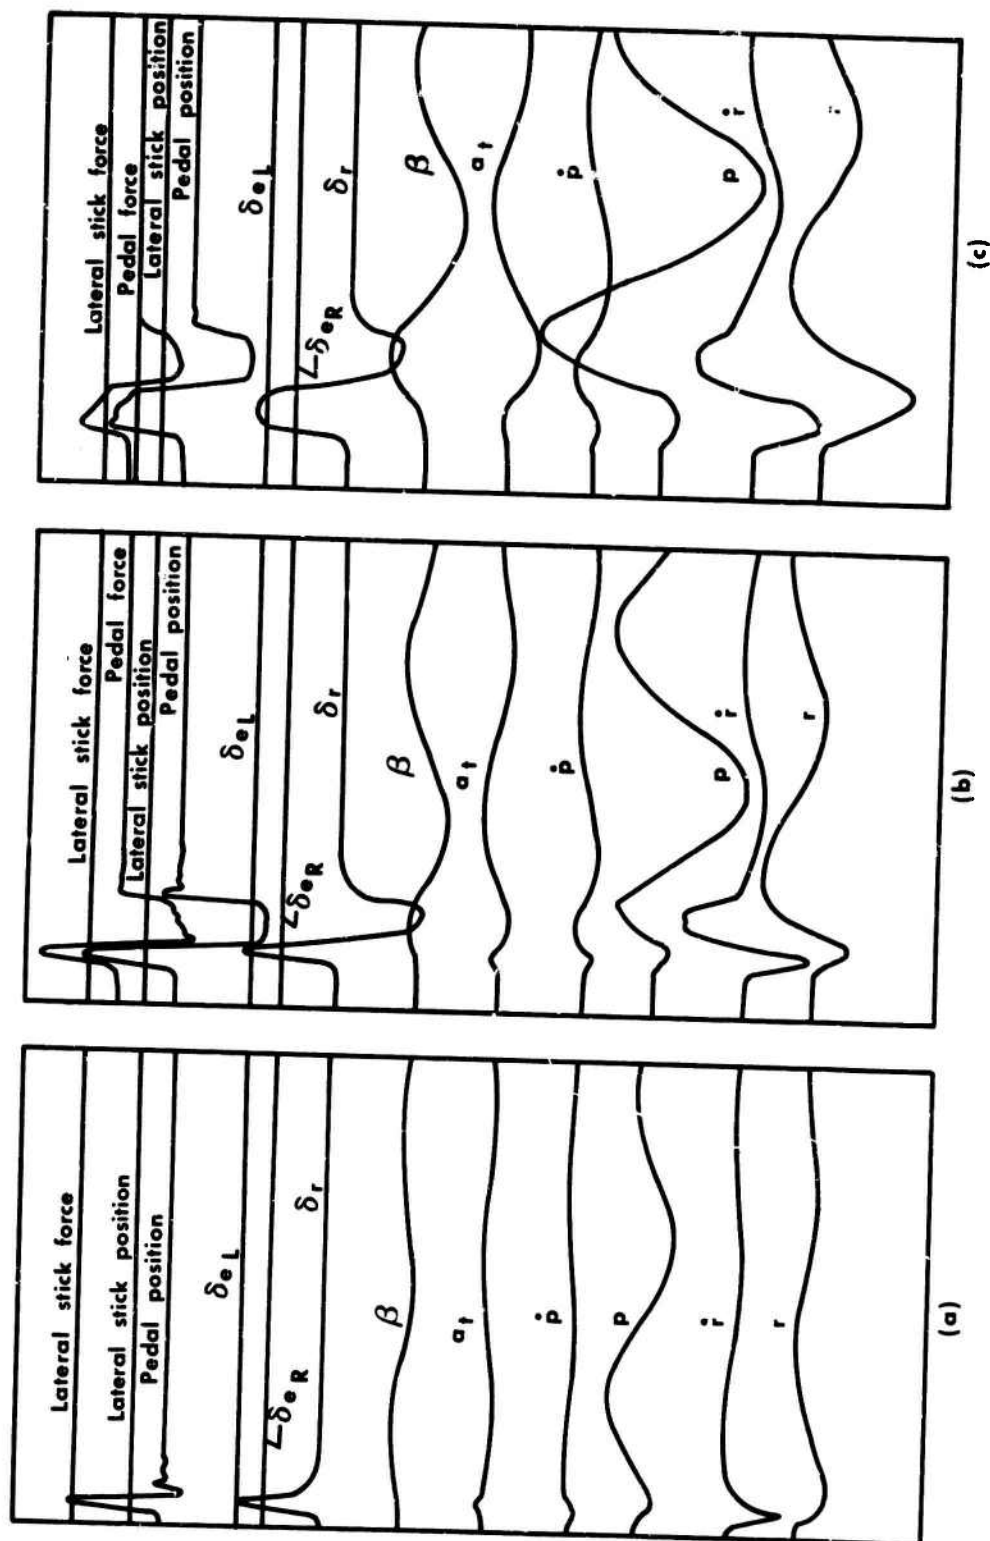 Lateral stick force
Lateral stick position
Pedal position
δeL
δeR
δr
β
at
ṗ
p
ṙ
r
(a)
Lateral stick force
Pedal force
Lateral stick position
Pedal position
δeL
δeR
δr
β
at
ṗ
p
ṙ
r
(b)
Lateral stick force
Pedal force
Lateral stick position
Pedal position
δeL
δeR
δr
β
at
ṗ
p
ṙ
(c)